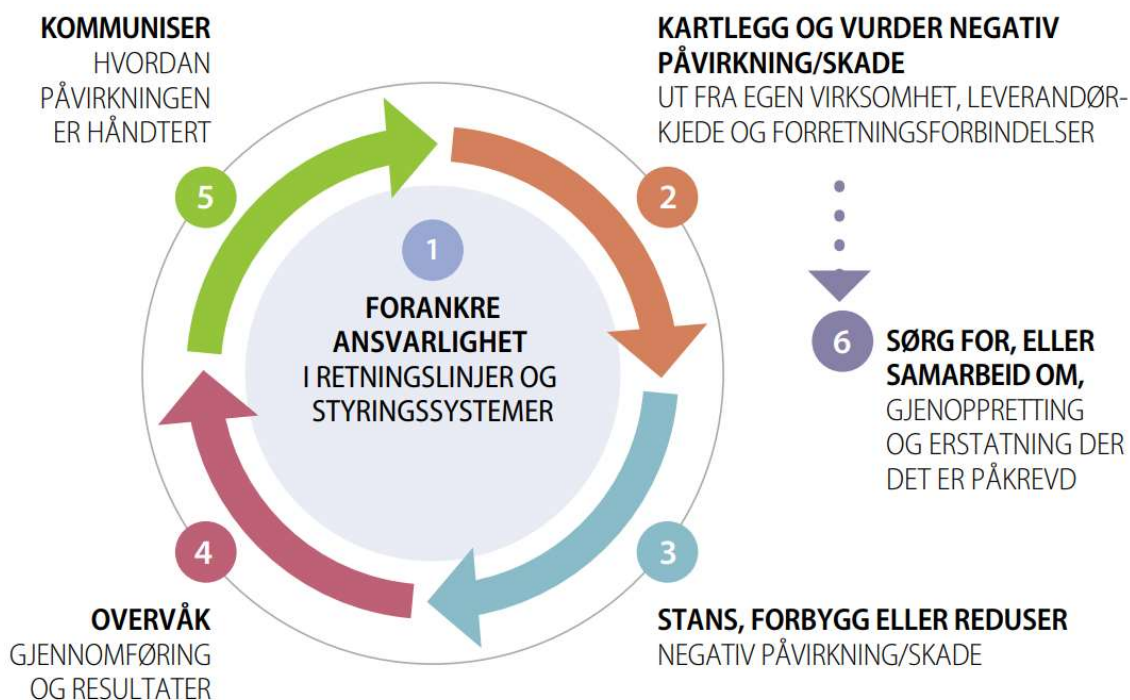 KOMMUNISER
HVORDAN
PÅVIRKNINGEN
ER HÅNDTERT
5
KARTLEGG OG VURDER NEGATIV
PÅVIRKNING/SKADE
UT FRA EGEN VIRKSOMHET, LEVERANDØR-
KJEDE OG FORRETNINGSFORBINDELSER
2
1
FORANKRE
ANSVARLIGHET
I RETNINGSLINJER OG
STYRINGSSYSTEMER
6
SØRG FOR, ELLER
SAMARBEID OM,
GJENOPPRETTING
OG ERSTATNING DER
DET ER PÅKREVD
4
OVERVÅK
GJENNOMFØRING
OG RESULTATER
3
STANS, FORBYGG ELLER REDUSER
NEGATIV PÅVIRKNING/SKADE